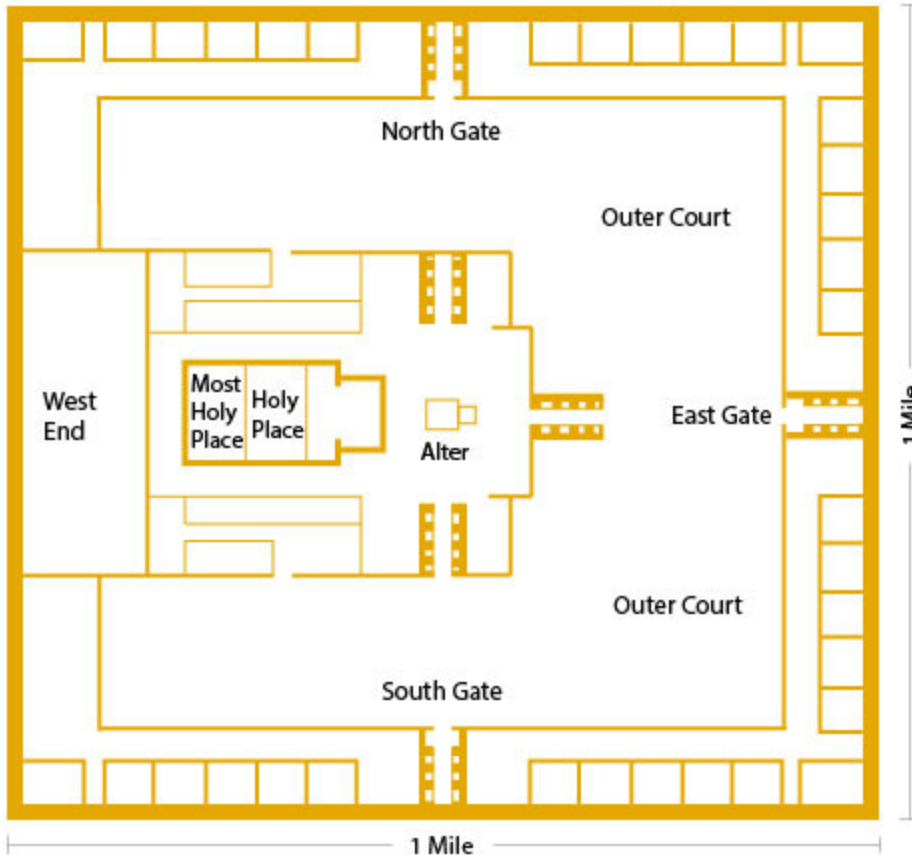 North Gate
Outer Court
West
End
Most
Holy
Place
Holy
Place
East Gate
1 Mile
Alter
Outer Court
South Gate
1 Mile